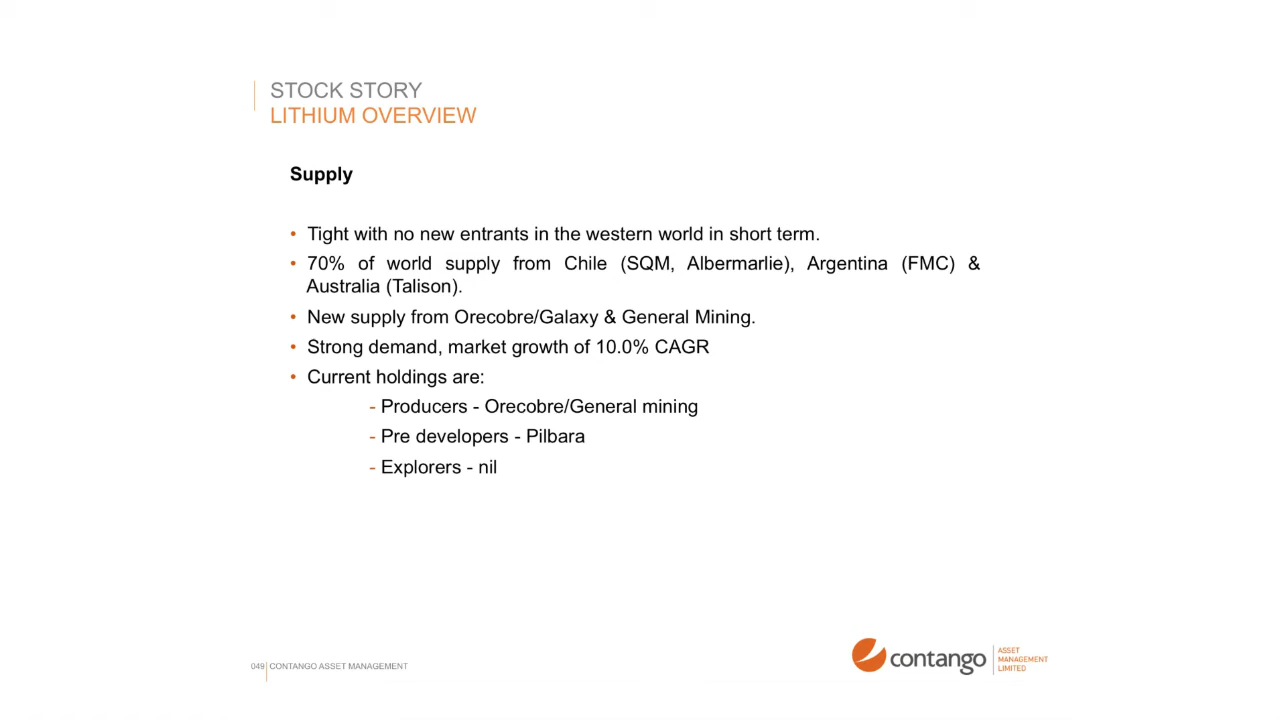 STOCK STORY
LITHIUM OVERVIEW
Supply
• Tight with no new entrants in the western world in short term.
• 70% of world supply from Chile (SQM, Albermarlie), Argentina (FMC) &
Australia (Talison).
• New supply from Orecobre/Galaxy & General Mining.
• Strong demand, market growth of 10.0% CAGR
• Current holdings are:
- Producers - Orecobre/General mining
- Pre developers - Pilbara
- Explorers - nil
049 CONTANGO ASSET MANAGEMENT
contango
ASSET
MANAGEMENT
LIMITED